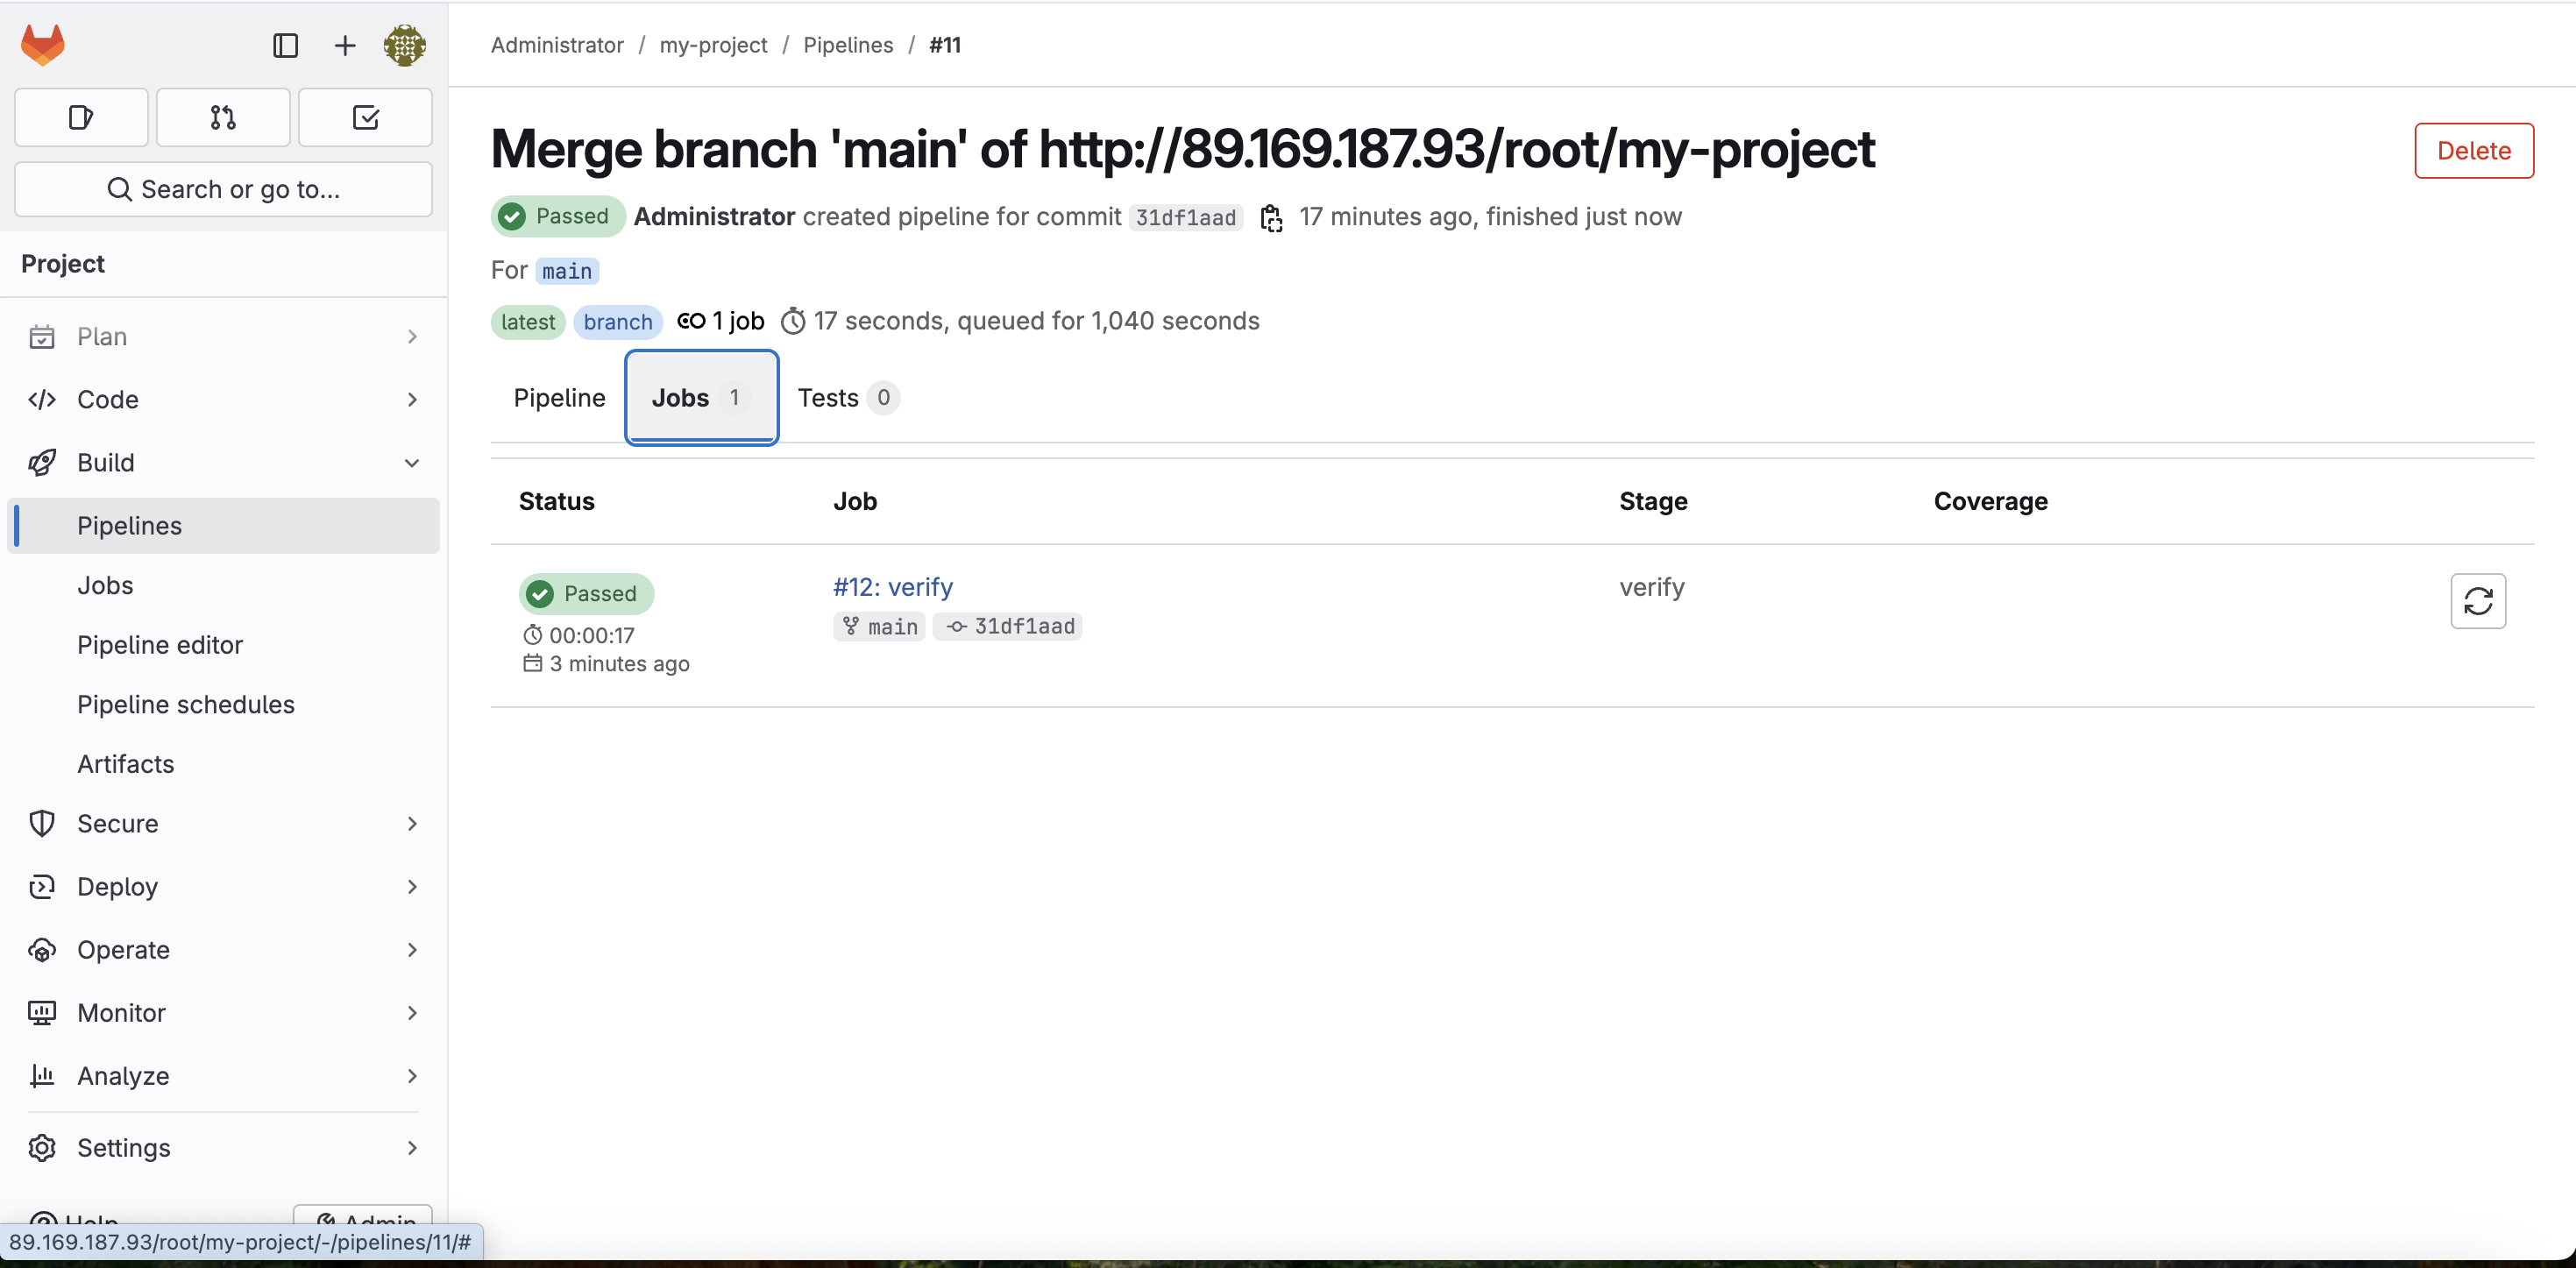 Administrator / my-project / Pipelines / #11
Search or go to...
Project
Plan
Code
Build
Pipelines
Jobs
Pipeline editor
Pipeline schedules
Artifacts
Secure
Deploy
Operate
Monitor
Analyze
Settings
Help
Admin
89.169.187.93/root/my-project/-/pipelines/11/#
Merge branch 'main' of http://89.169.187.93/root/my-project
Delete
Passed Administrator created pipeline for commit 31df1aad 17 minutes ago, finished just now
For main
latest branch 1 job 17 seconds, queued for 1,040 seconds
Pipeline Jobs 1 Tests 0
Status Job Stage Coverage
Passed #12: verify verify
main 31df1aad
00:00:17
3 minutes ago